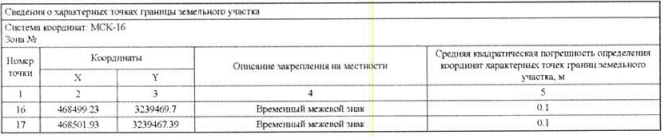 Сведения о характерных точках границы земельного участка
Система координат: МСК-16
Зона №
Номер точки
Координаты
Описание закрепления на местности
Средняя квадратическая погрешность определения координат характерных точек границ земельного участка, м
X
Y
1
2
3
4
5
16
468499.23
3239469.7
Временный межевой знак
0.1
17
468501.93
3239467.39
Временный межевой знак
0.1